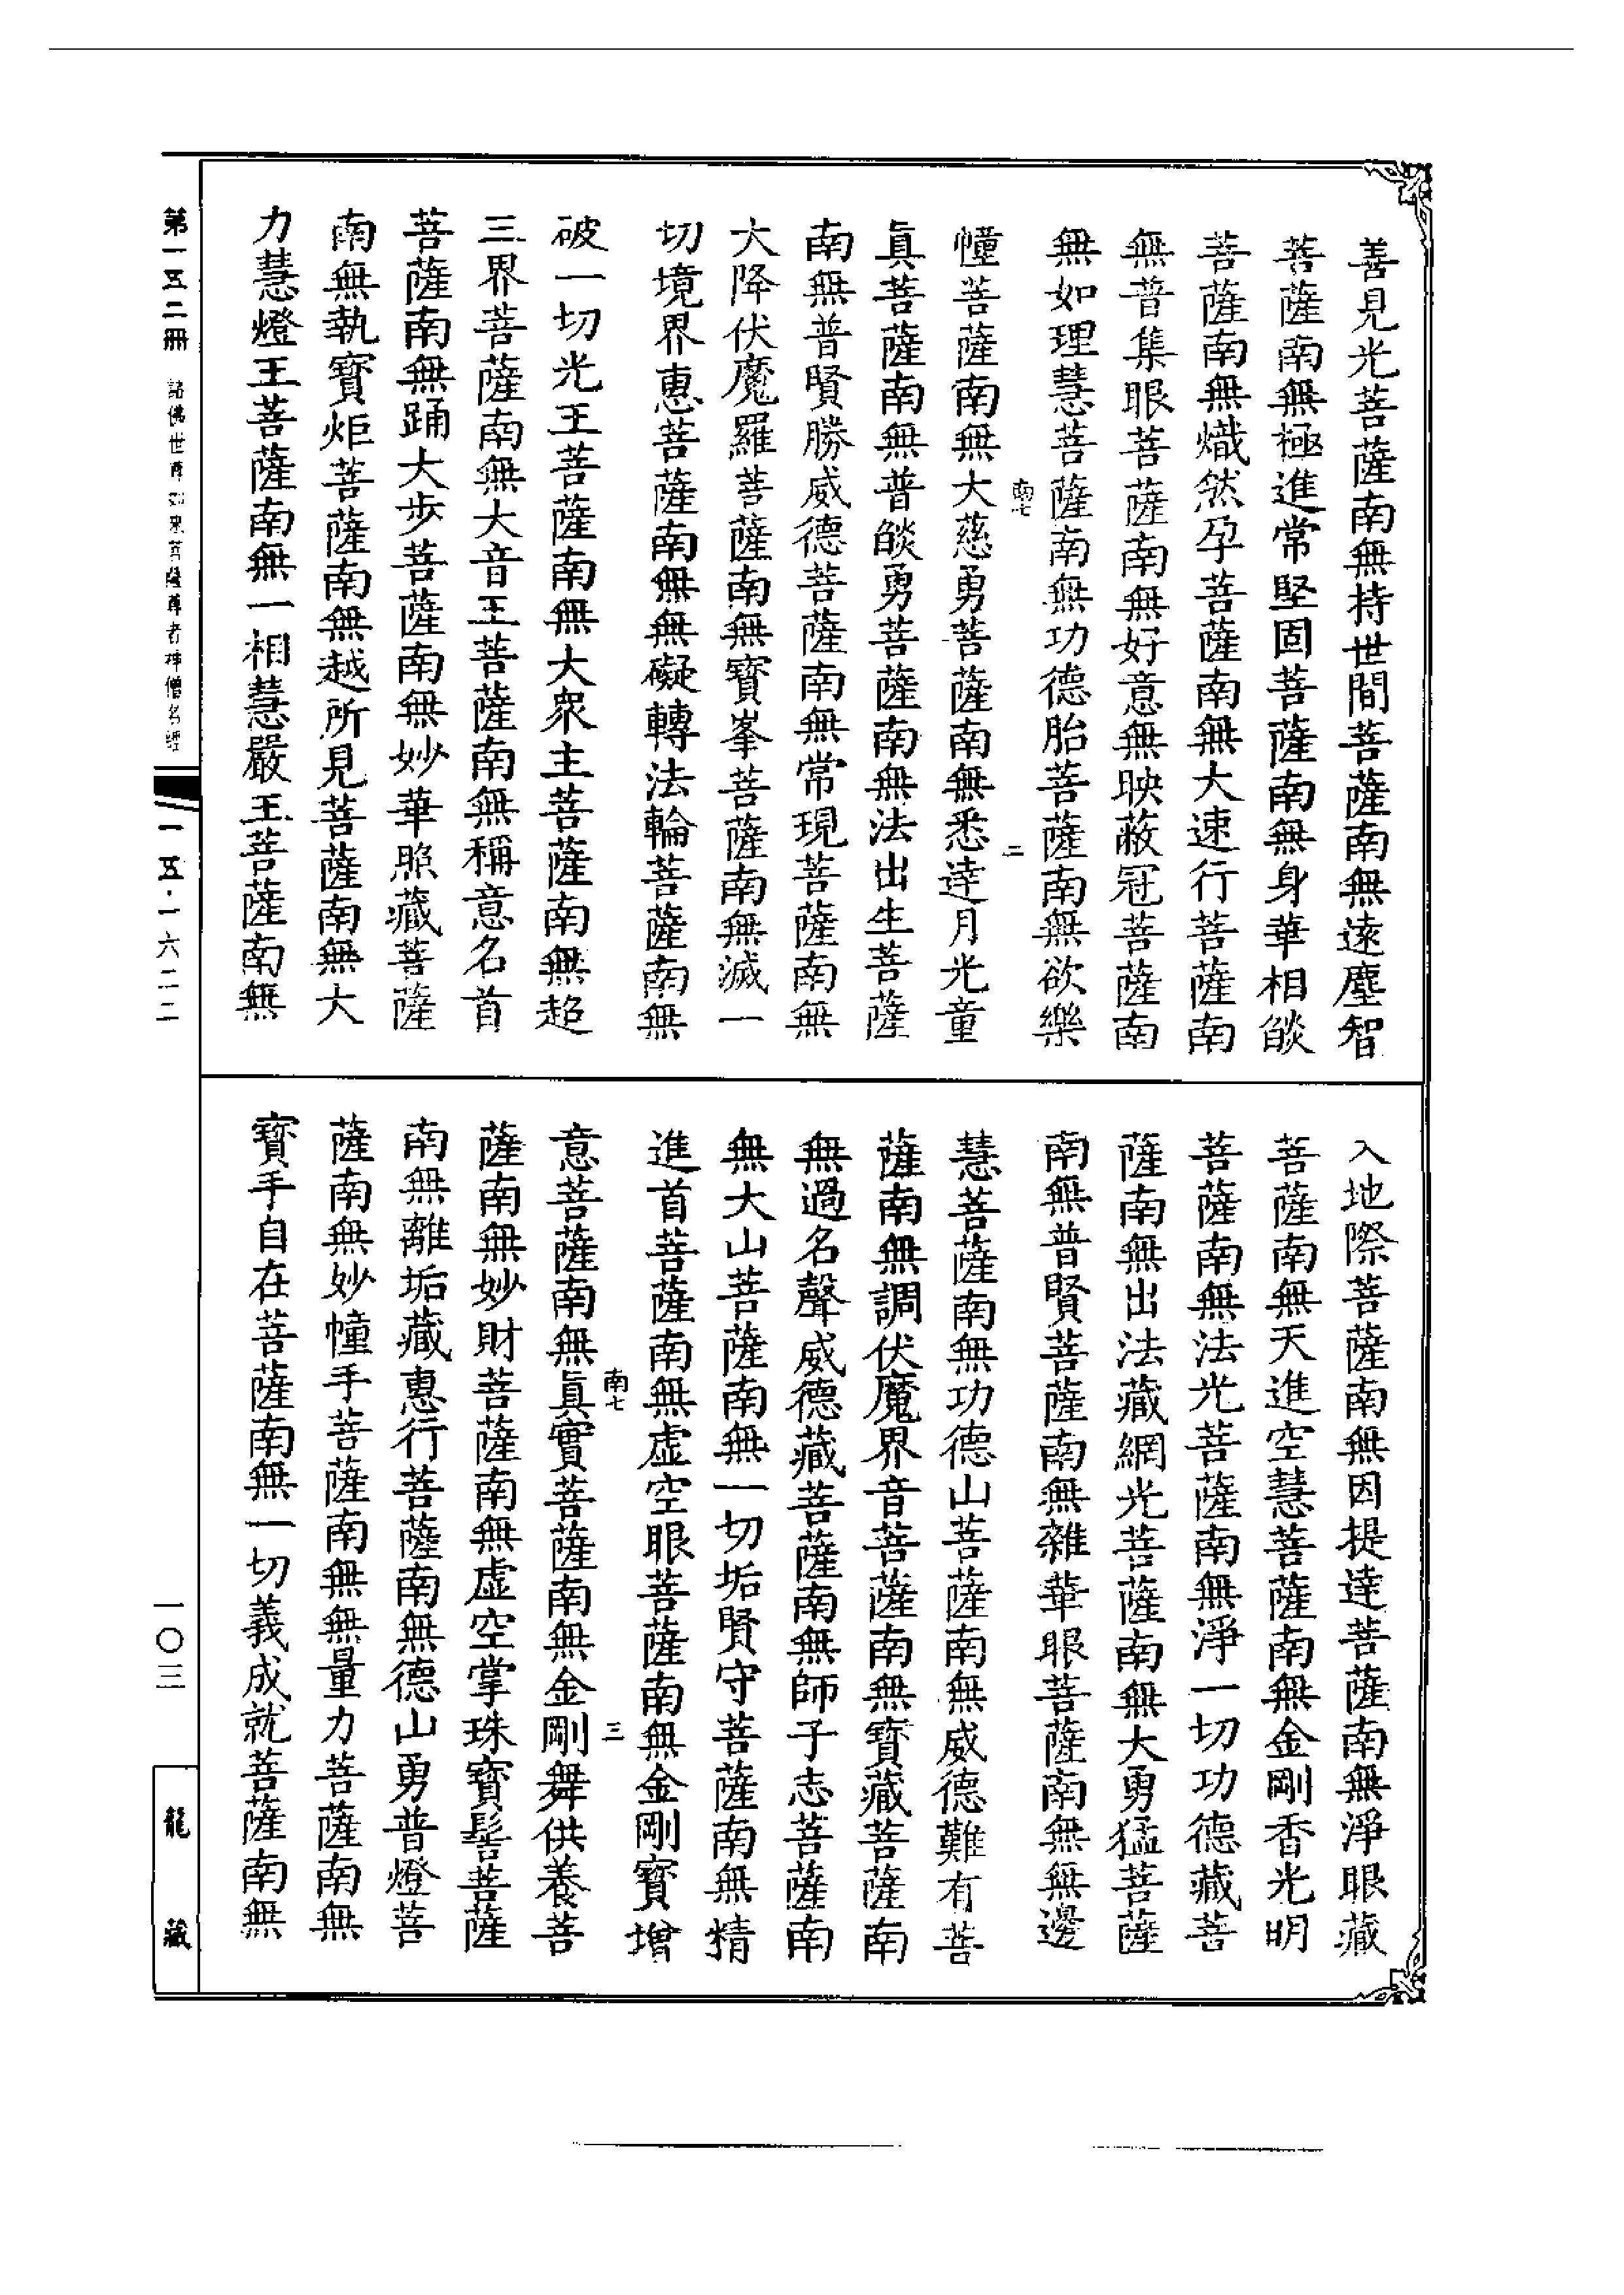 善見光菩薩南無持世間菩薩南無遠塵智
菩薩南無極進常堅固菩薩南無身華相㷔
菩薩南無熾然孕菩薩南無大速行菩薩南
無普集眼菩薩南無好意無映蔽冠菩薩南
無如理慧菩薩南無功德胎菩薩南無欲樂
南七 二
幢菩薩南無大慈勇菩薩南無悉達月光童
眞菩薩南無普㷔勇菩薩南無法出生菩薩
南無普賢勝威德菩薩南無常現菩薩南無
大降伏魔羅菩薩南無寶峯菩薩南無滅一
切境界惠菩薩南無無礙轉法輪菩薩南無
破一切光王菩薩南無大衆主菩薩南無超
三界菩薩南無大音王菩薩南無稱意名首
菩薩南無踊大步菩薩南無妙華照藏菩薩
南無執寶炬菩薩南無越所見菩薩南無大
力慧燈王菩薩南無一相慧嚴王菩薩南無
入地際菩薩南無因提達菩薩南無淨眼藏
菩薩南無天進空慧菩薩南無金剛香光明
菩薩南無法光菩薩南無淨一切功德藏菩
薩南無出法藏網光菩薩南無大勇猛菩薩
南無普賢菩薩南無雜華眼菩薩南無無邊
慧菩薩南無功德山菩薩南無威德難有菩
薩南無調伏魔界音菩薩南無寶藏菩薩南
無過名聲威德藏菩薩南無師子志菩薩南
無大山菩薩南無一切垢賢守菩薩南無精
進首菩薩南無虛空眼菩薩南無金剛寶增
南七 三
意菩薩南無眞實菩薩南無金剛舞供養菩
薩南無妙財菩薩南無虛空掌珠寶髻菩薩
南無離垢藏惠行菩薩南無德山勇普燈菩
薩南無妙幢手菩薩南無無量力菩薩南無
寶手自在菩薩南無一切義成就菩薩南無
第一五二冊 諸佛世尊如來菩薩尊者神僧名經
一五·一六二二
一〇三
龍藏